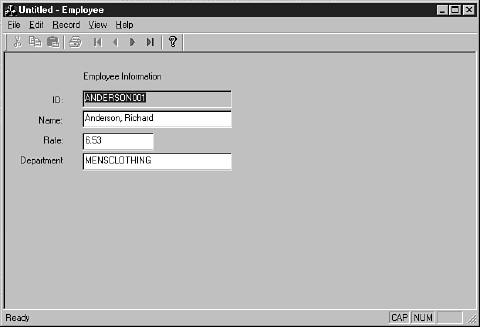 Untitled - Employee
File Edit Record View Help
?
Employee Information
ID: ANDERSON001
Name: Anderson, Richard
Rate: 6.53
Department MENSCLOTHING
Ready CAP NUM